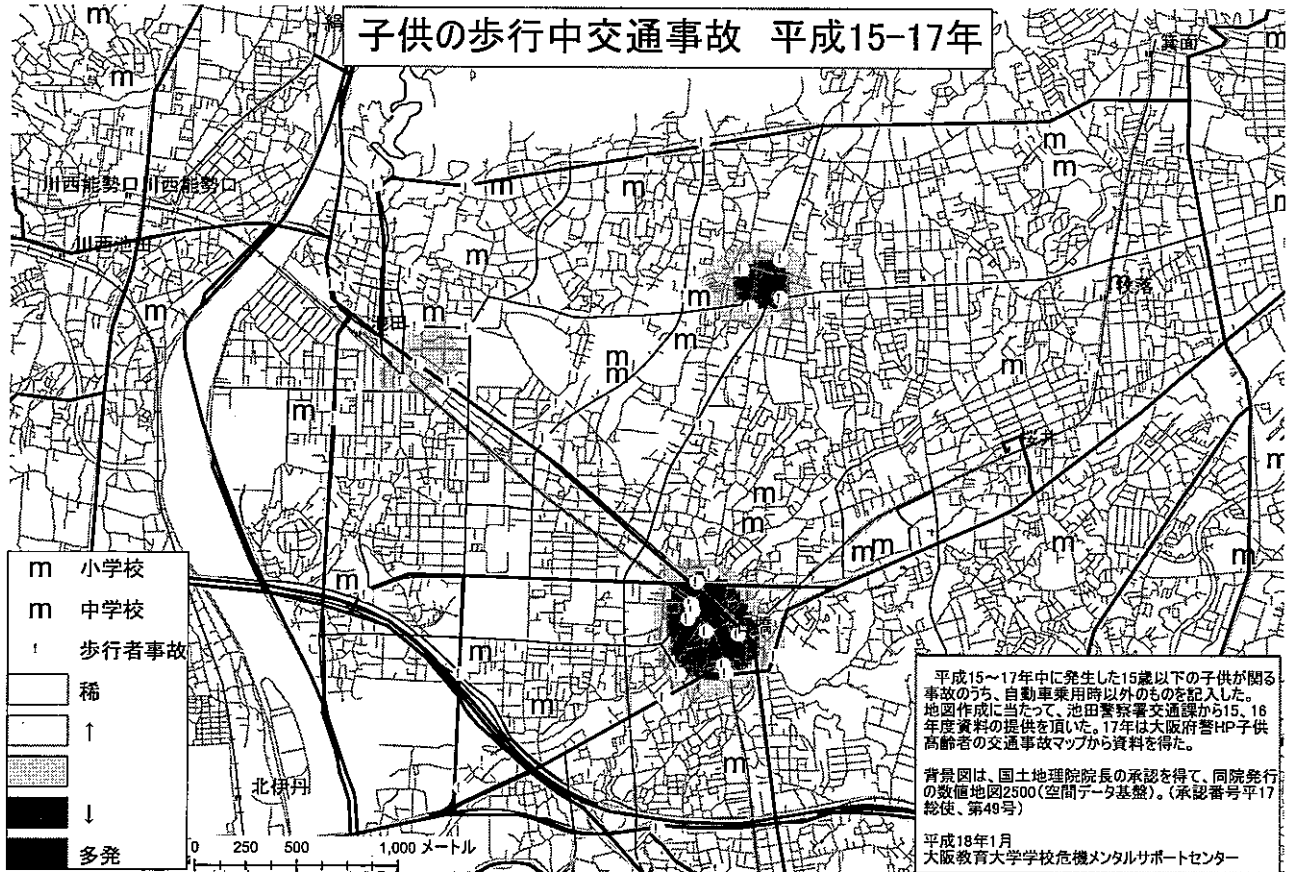 子供の歩行中交通事故 平成15-17年
箕面
川西能勢口
川西能勢口
川西池田
牧落
桜井
北伊丹
m 小学校
m 中学校
歩行者事故
稀
↑
↓
多発
0 250 500 1,000 メートル
平成15～17年中に発生した15歳以下の子供が関る
事故のうち、自動車乗用時以外のものを記入した。
地図作成に当たって、池田警察署交通課から15、16
年度資料の提供を頂いた。17年は大阪府警HP子供
高齢者の交通事故マップから資料を得た。
背景図は、国土地理院院長の承認を得て、同院発行
の数値地図2500(空間データ基盤)。(承認番号平17
総使、第49号)
平成18年1月
大阪教育大学学校危機メンタルサポートセンター